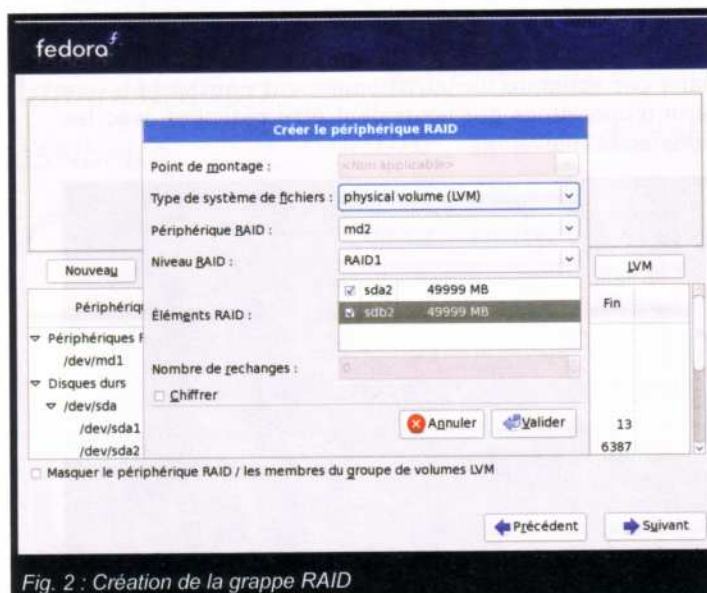 fedora
Créer le périphérique RAID
Point de montage :
<Non applicable>
Type de système de fichiers :
physical volume (LVM)
Périphérique RAID :
md2
Niveau RAID :
RAID1
Éléments RAID :
sda2 49999 MB
sdb2 49999 MB
Nombre de rechanges :
0
Chiffrer
Annuler
Valider
Nouveau
LVM
Fin
Périphériques
/dev/md1
Disques durs
/dev/sda
/dev/sda1
13
/dev/sda2
6387
Masquer le périphérique RAID / les membres du groupe de volumes LVM
Précédent
Suivant
Fig. 2 : Création de la grappe RAID